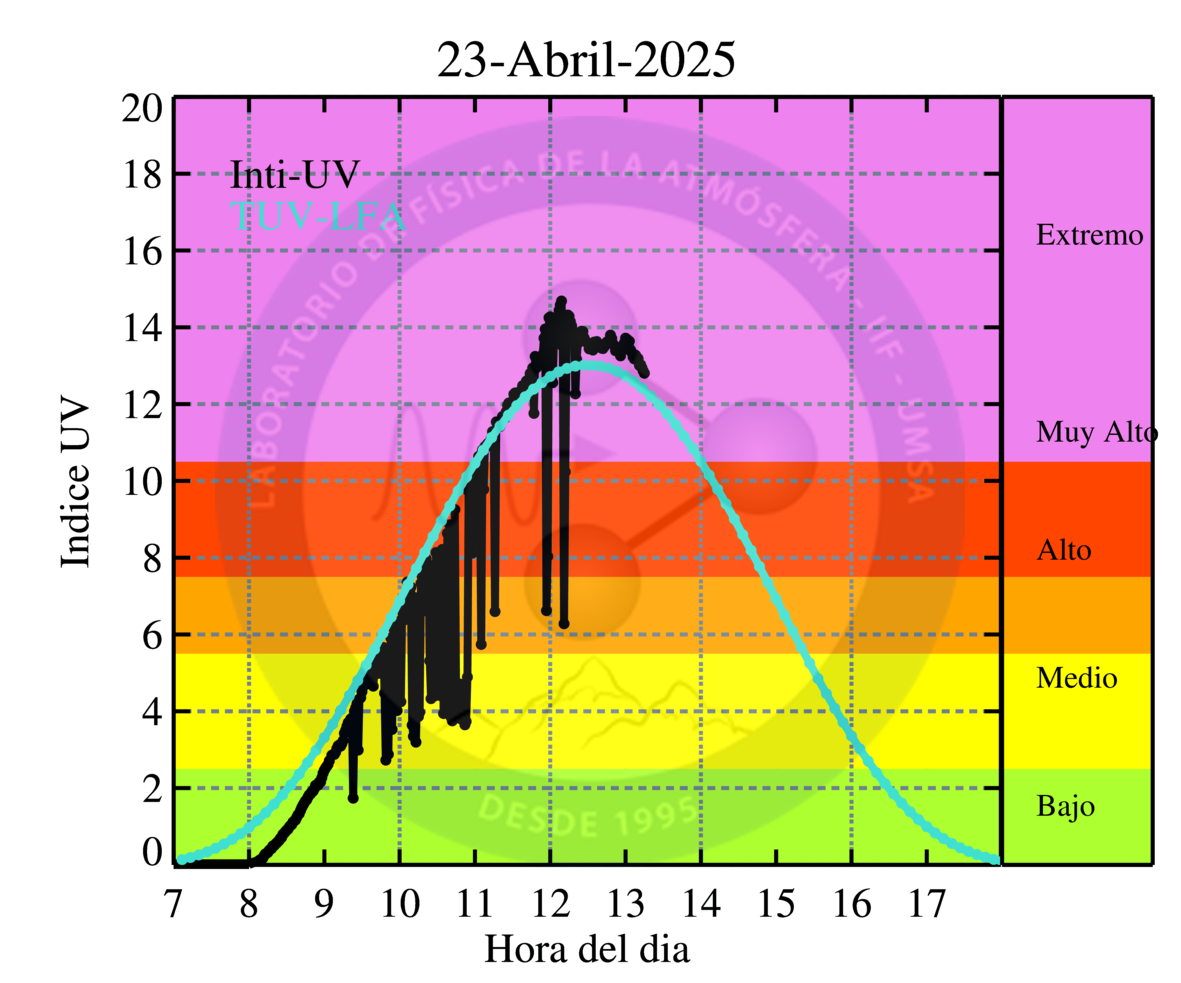 23-Abril-2025
20
18
16
14
12
10
8
6
4
2
0
Indice UV
Inti-UV
TUV-LFA
LABORATORIO DE FÍSICA DE LA ATMÓSFERA - IIF - UMSA
DESDE 1995
Extremo
Muy Alto
Alto
Medio
Bajo
7 8 9 10 11 12 13 14 15 16 17
Hora del dia